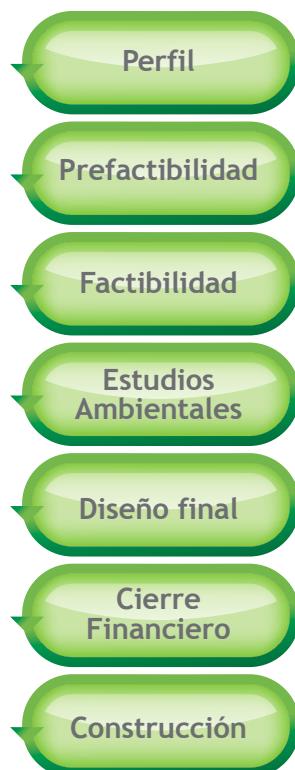 Perfil
Prefactibilidad
Factibilidad
Estudios
Ambientales
Diseño final
Cierre
Financiero
Construcción